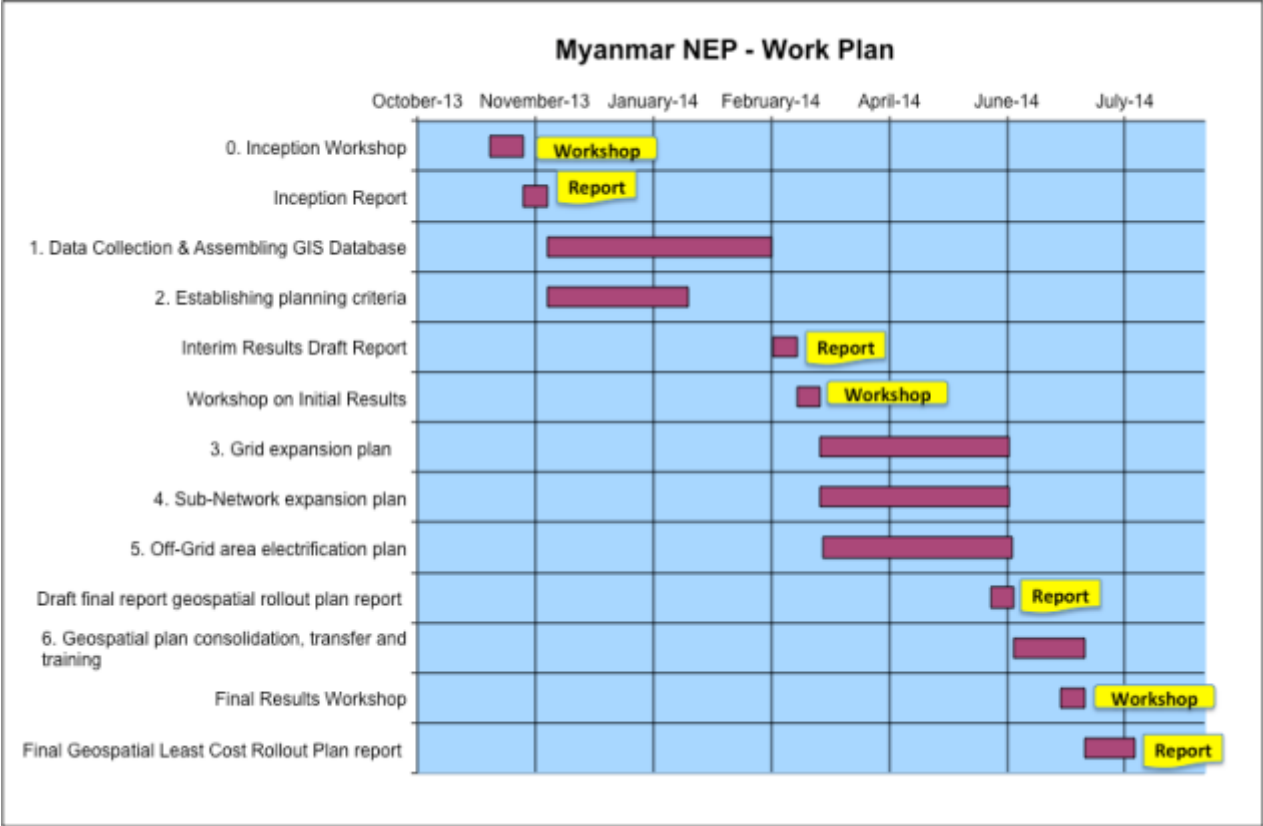 Myanmar NEP - Work Plan
October-13 November-13 January-14 February-14 April-14 June-14 July-14
0. Inception Workshop
Workshop
Inception Report
Report
1. Data Collection & Assembling GIS Database
2. Establishing planning criteria
Interim Results Draft Report
Report
Workshop on Initial Results
Workshop
3. Grid expansion plan
4. Sub-Network expansion plan
5. Off-Grid area electrification plan
Draft final report geospatial rollout plan report
Report
6. Geospatial plan consolidation, transfer and
training
Final Results Workshop
Workshop
Final Geospatial Least Cost Rollout Plan report
Report